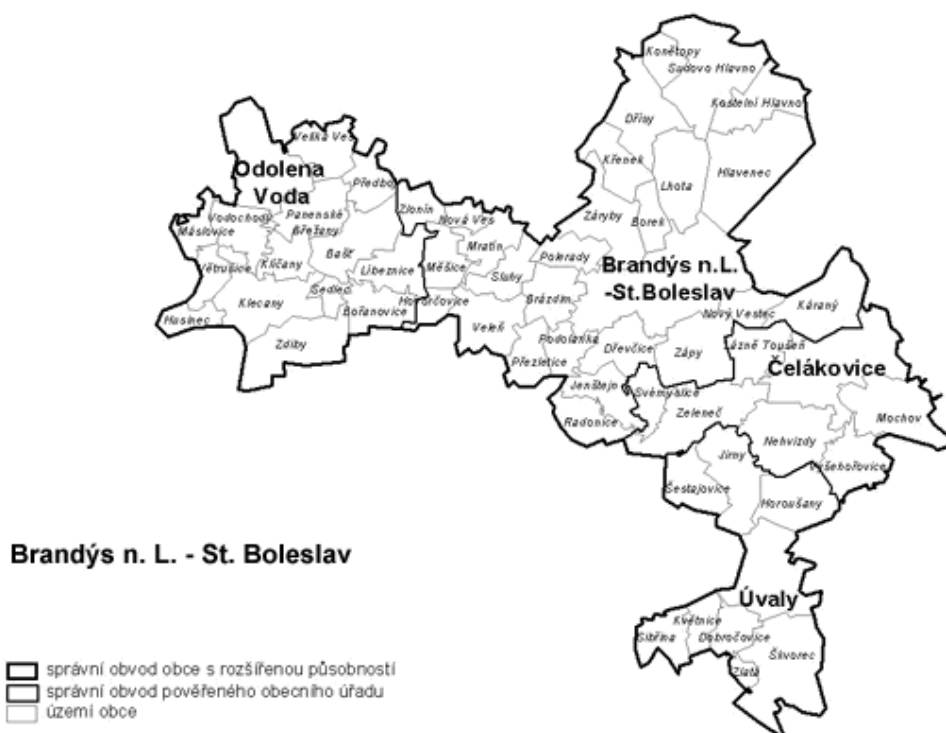 Konětopy
Sudovo Hlavno
Kostelní Hlavno
Dřísy
Křenek
Lhota
Hlavenec
Záryby
Borek
Veliká Ves
Odolena
Voda
Předboj
Vodochody
Panenské
Břežany
Máslovice
Zlonín
Nová Ves
Mratín
Větrušice
Klíčany
Bašť
Líbeznice
Měšice
Sluhy
Polerady
Brandýs n.L.
-St.Boleslav
Husinec
Klecany
Sedlec
Bořanovice
Hovorčovice
Brázdim
Nový Vestec
Káraný
Zdiby
Veleň
Podolanka
Přezletice
Dřevčice
Zápy
Lázně Toušeň
Čelákovice
Jenštejn
Svémyslice
Zeleneč
Mochov
Radonice
Nehvizdy
Jirny
Vyšehořovice
Šestajovice
Horoušany
Brandýs n. L. - St. Boleslav
Úvaly
Květnice
Sibřina
Dobročovice
Škvorec
Zlatá
správní obvod obce s rozšířenou působností
správní obvod pověřeného obecního úřadu
území obce